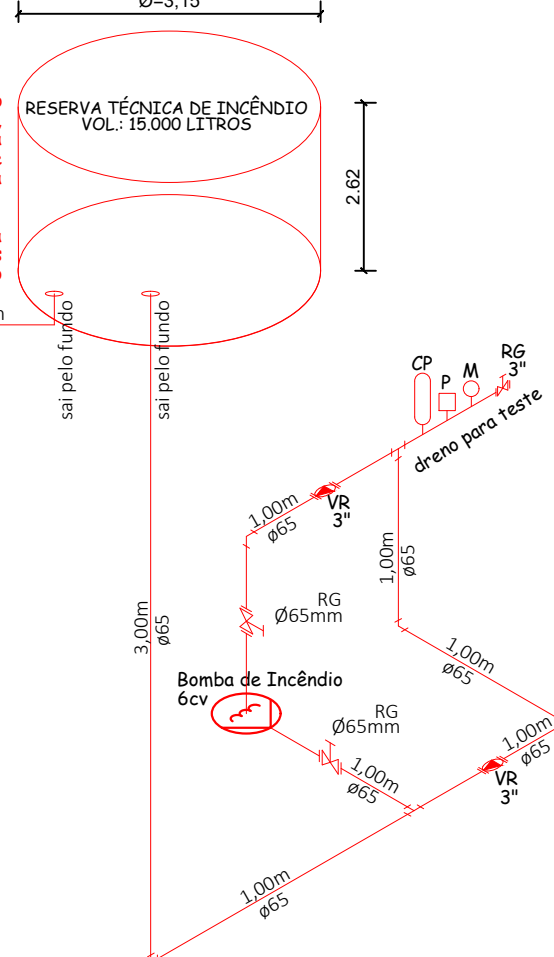 Ø=3,15
RESERVA TÉCNICA DE INCÊNDIO
VOL.: 15.000 LITROS
2.62
sai pelo fundo
sai pelo fundo
CP
P
M
RG
3"
dreno para teste
VR
3"
1,00m
ø65
1,00m
ø65
RG
Ø65mm
3,00m
ø65
1,00m
ø65
Bomba de Incêndio
6cv
RG
Ø65mm
1,00m
ø65
1,00m
ø65
VR
3"
1,00m
ø65